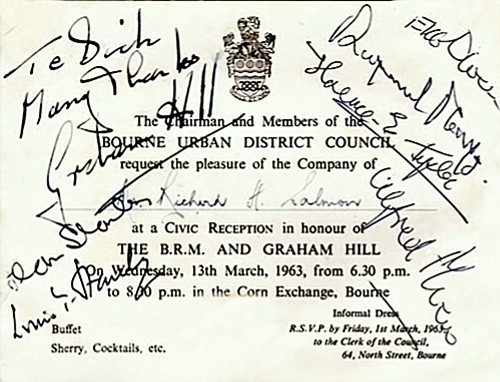 To Dick
Many Thanks
Graham Hill
The Chairman and Members of the
BOURNE URBAN DISTRICT COUNCIL
request the pleasure of the Company of
Mr. Richard A. Salmon
at a CIVIC RECEPTION in honour of
THE B.R.M. AND GRAHAM HILL
On Wednesday, 13th March, 1963, from 6.30 p.m.
to 8.00 p.m. in the Corn Exchange, Bourne
Buffet
Sherry, Cocktails, etc.
Informal Dress
R.S.V.P. by Friday, 1st March, 1963
to the Clerk of the Council,
64, North Street, Bourne
Raymond
Alfred
Louis